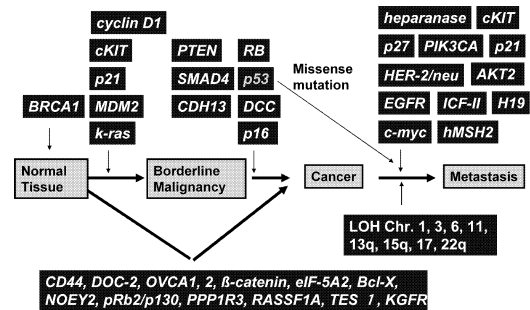 cyclin D1
cKIT
p21
BRCA1 MDM2
k-ras
PTEN RB
SMAD4 p53
CDH13 DCC
p16
Missense
mutation
heparanase cKIT
p27 PIK3CA p21
HER-2/neu AKT2
EGFR ICF-II H19
c-myc hMSH2
Normal
Tissue
Borderline
Malignancy
Cancer
Metastasis
LOH Chr. 1, 3, 6, 11,
13q, 15q, 17, 22q
CD44, DOC-2, OVCA1, 2, ß-catenin, eIF-5A2, Bcl-X,
NOEY2, pRb2/p130, PPP1R3, RASSF1A, TES 1, KGFR